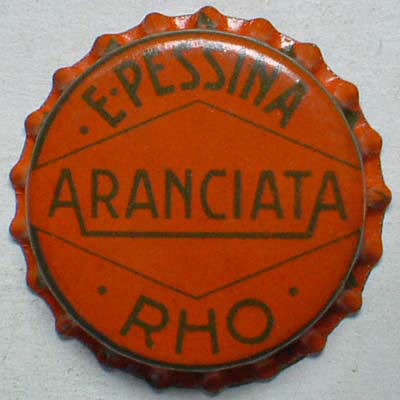 ·E·PESSINA
ARANCIATA
· RHO ·